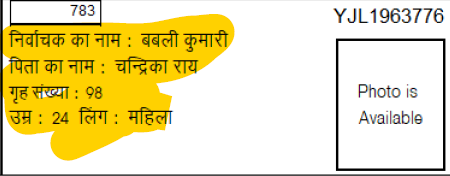 783
YJL1963776
निर्वाचक का नाम : बबली कुमारी
पिता का नाम : चन्द्रिका राय
गृह संख्या : 98
उम्र : 24 लिंग : महिला
Photo is
Available